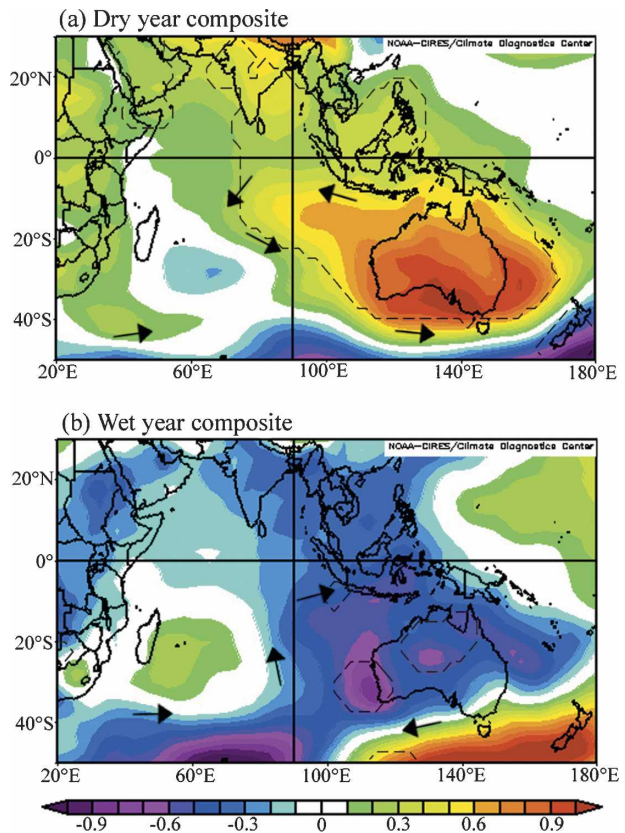 (a) Dry year composite
NOAA-CIRES/Climate Diagnostics Center
20°N
0°
20°S
40°S
20°E 60°E 100°E 140°E 180°E
(b) Wet year composite
NOAA-CIRES/Climate Diagnostics Center
20°N
0°
20°S
40°S
20°E 60°E 100°E 140°E 180°E
-0.9 -0.6 -0.3 0 0.3 0.6 0.9